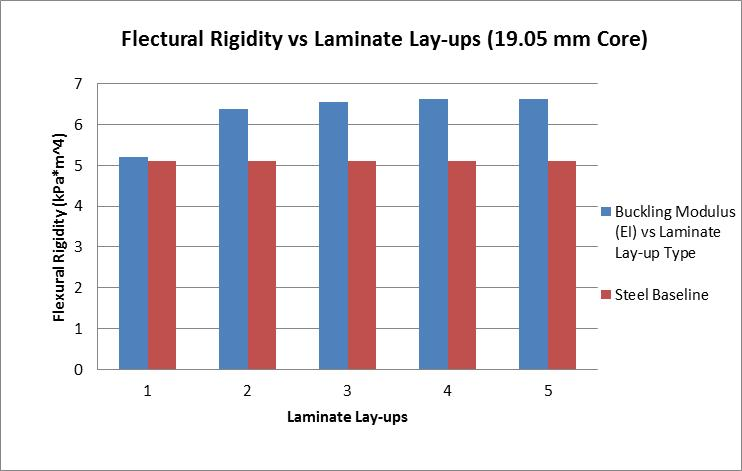 Flectural Rigidity vs Laminate Lay-ups (19.05 mm Core)
7
6
5
4
3
2
1
0
Flexural Rigidity (kPa*m^4)
1 2 3 4 5
Laminate Lay-ups
Buckling Modulus
(EI) vs Laminate
Lay-up Type
Steel Baseline